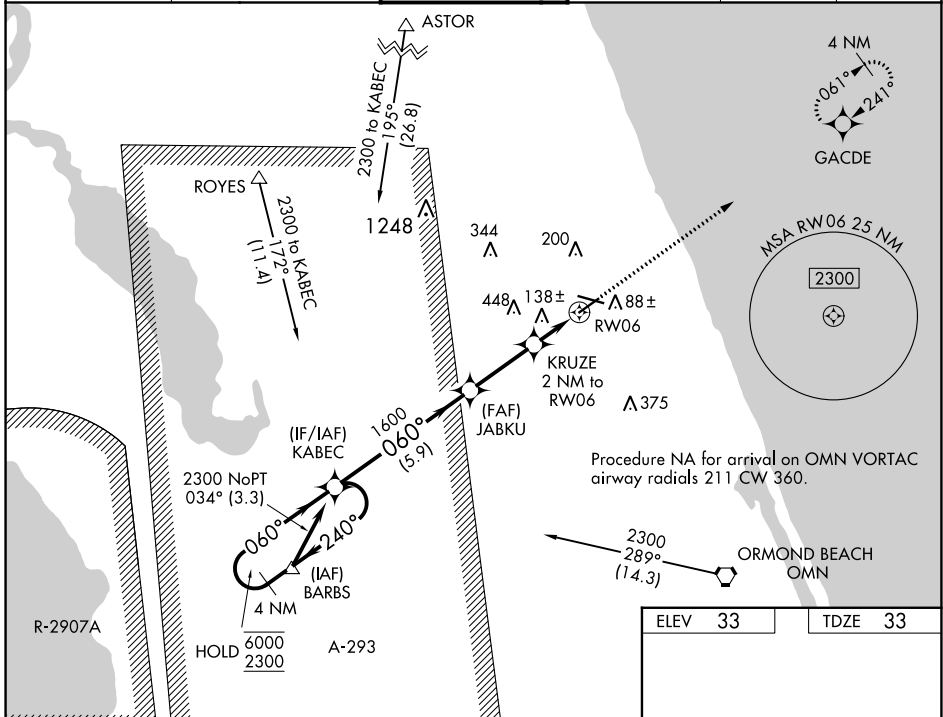 ASTOR
4 NM
061°
241°
GACDE
2300 to KABEC
195°
(26.8)
ROYES
2300 to KABEC
172°
(11.4)
1248
344
200
448
138±
88±
RW06
MSA RW06 25 NM
2300
KRUZE
2 NM to
RW06
(FAF)
JABKU
375
1600
060°
(5.9)
(IF/IAF)
KABEC
2300 NoPT
034° (3.3)
Procedure NA for arrival on OMN VORTAC
airway radials 211 CW 360.
060°
240°
(IAF)
BARBS
4 NM
2300
289°
(14.3)
ORMOND BEACH
OMN
R-2907A
HOLD
6000
2300
A-293
ELEV 33
TDZE 33